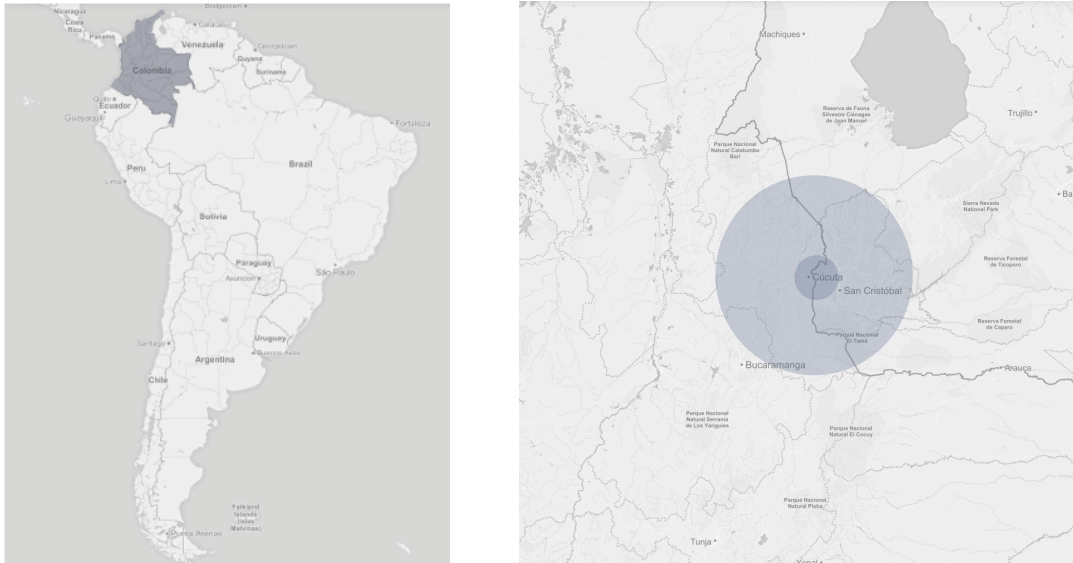 Nicaragua
Bridgetown
Costa
Rica
Caracas
Panama
Venezuela
Georgetown
Guyana
Suriname
Colombia
Quito
Ecuador
Guayaquil
Fortaleza
Brazil
Peru
Lima
Bolivia
Paraguay
São Paulo
Asuncion
Uruguay
Santiago
Buenos Aires
Argentina
Chile
Falkland
Islands
(Islas
Malvinas)
Punta Arenas
Machiques
Reserva de Fauna
Silvestre Ciénagas
de Juan Manuel
Trujillo
Parque Nacional
Natural Catatumbo
Barí
Ba
Sierra Nevada
National Park
Reserva Forestal
de Ticoporo
Cúcuta
San Cristóbal
Reserva Forestal
de Caparo
Parque Nacional
El Tamá
Bucaramanga
Arauca
Parque Nacional
Natural Serranía
de Los Yariguíes
Parque Nacional
Natural El Cocuy
Parque Nacional
Natural Pisba
Tunja
Yopal